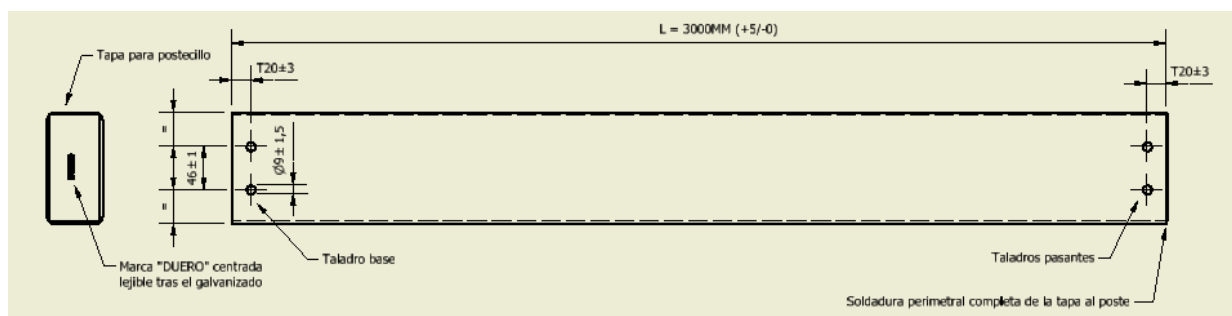 L = 3000MM (+5/-0)
Tapa para postecillo
T20±3
T20±3
=
46±1
=
Ø9±1,5
Taladro base
Taladros pasantes
Marca "DUERO" centrada
lejible tras el galvanizado
Soldadura perimetral completa de la tapa al poste